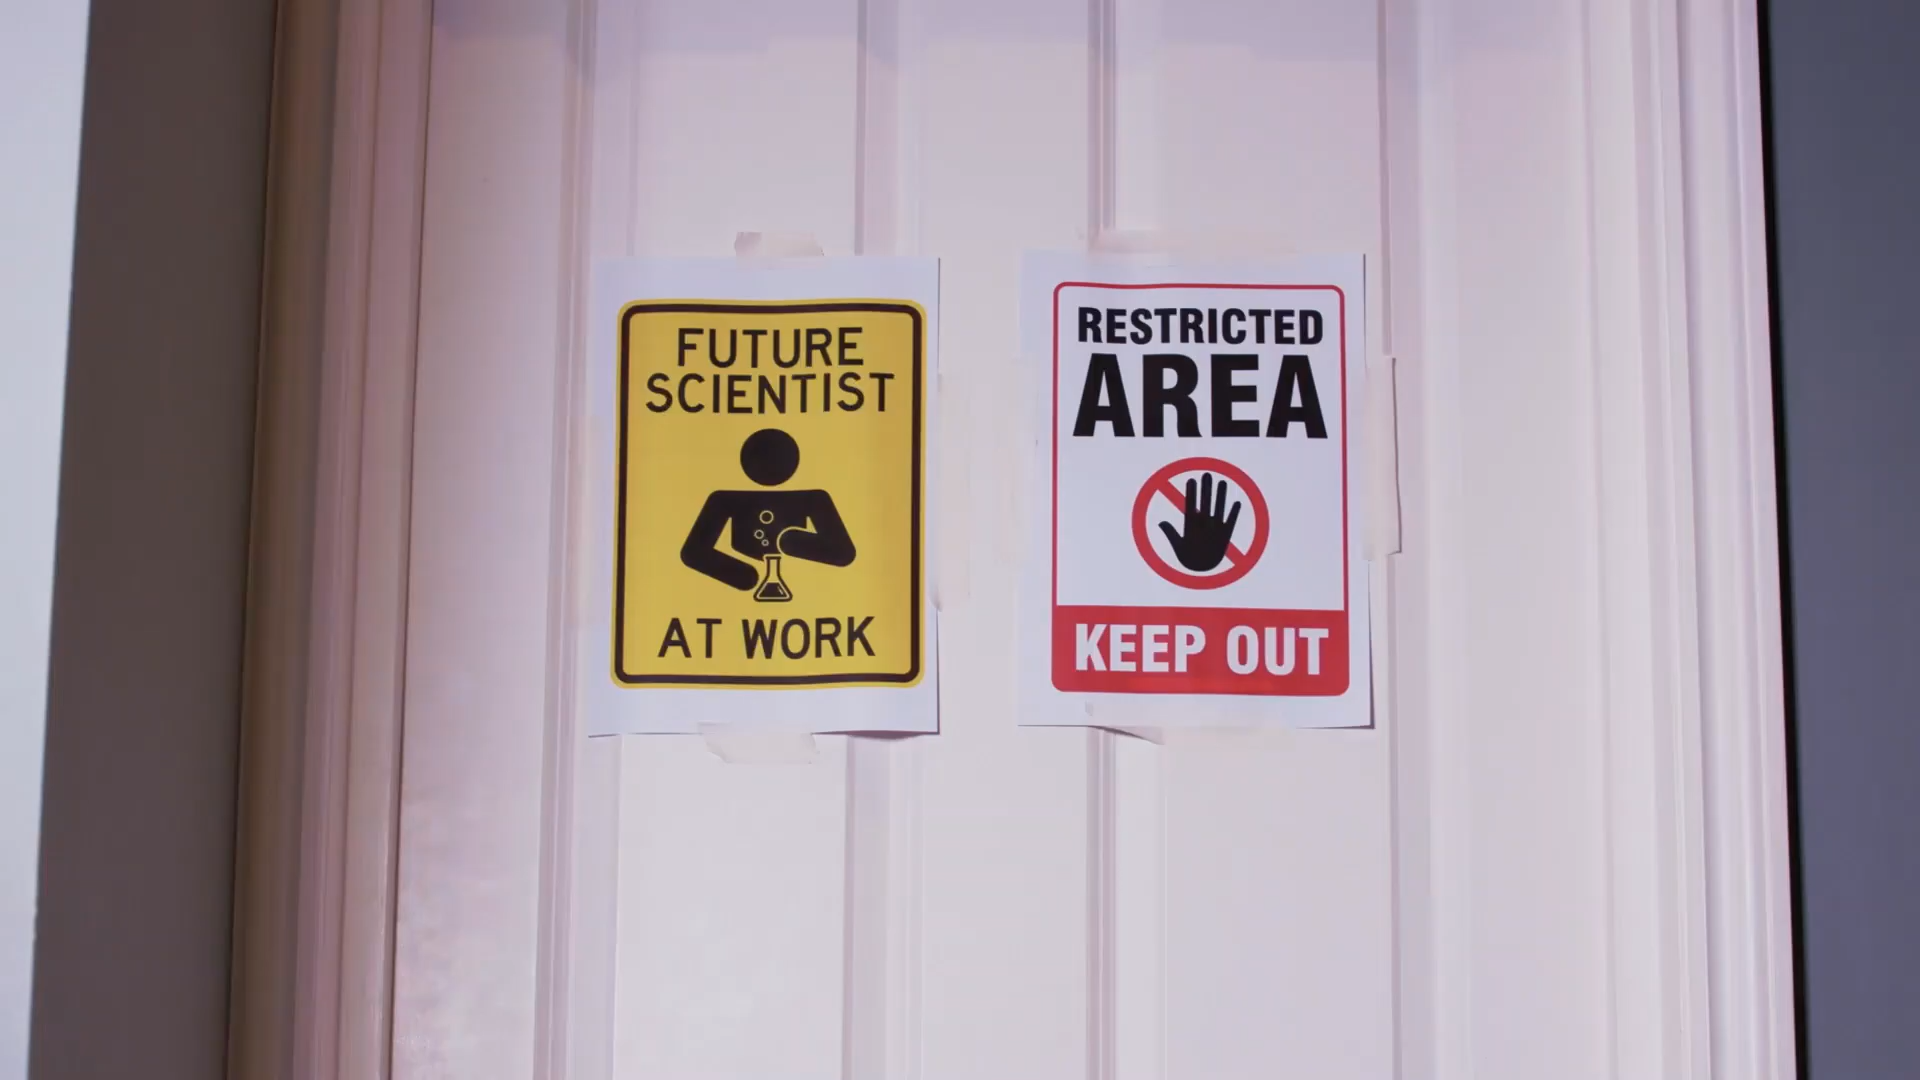 FUTURE
SCIENTIST
AT WORK
RESTRICTED
AREA
KEEP OUT